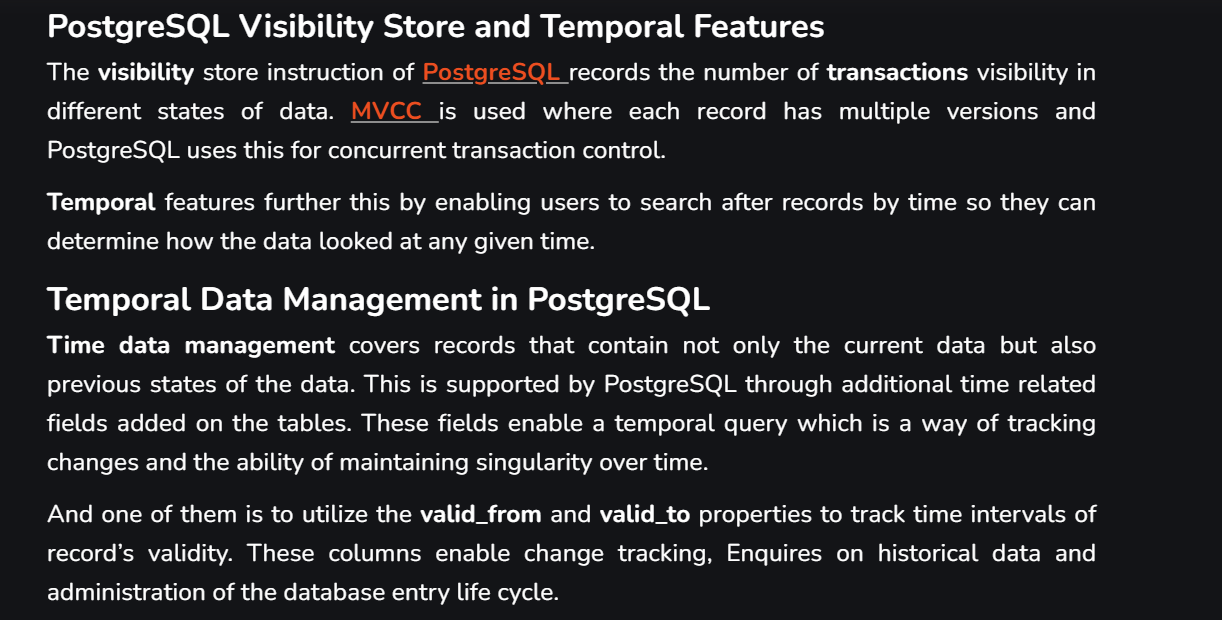 PostgreSQL Visibility Store and Temporal Features
The visibility store instruction of PostgreSQL records the number of transactions visibility in
different states of data. MVCC is used where each record has multiple versions and
PostgreSQL uses this for concurrent transaction control.
Temporal features further this by enabling users to search after records by time so they can
determine how the data looked at any given time.
Temporal Data Management in PostgreSQL
Time data management covers records that contain not only the current data but also
previous states of the data. This is supported by PostgreSQL through additional time related
fields added on the tables. These fields enable a temporal query which is a way of tracking
changes and the ability of maintaining singularity over time.
And one of them is to utilize the valid_from and valid_to properties to track time intervals of
record’s validity. These columns enable change tracking, Enquires on historical data and
administration of the database entry life cycle.